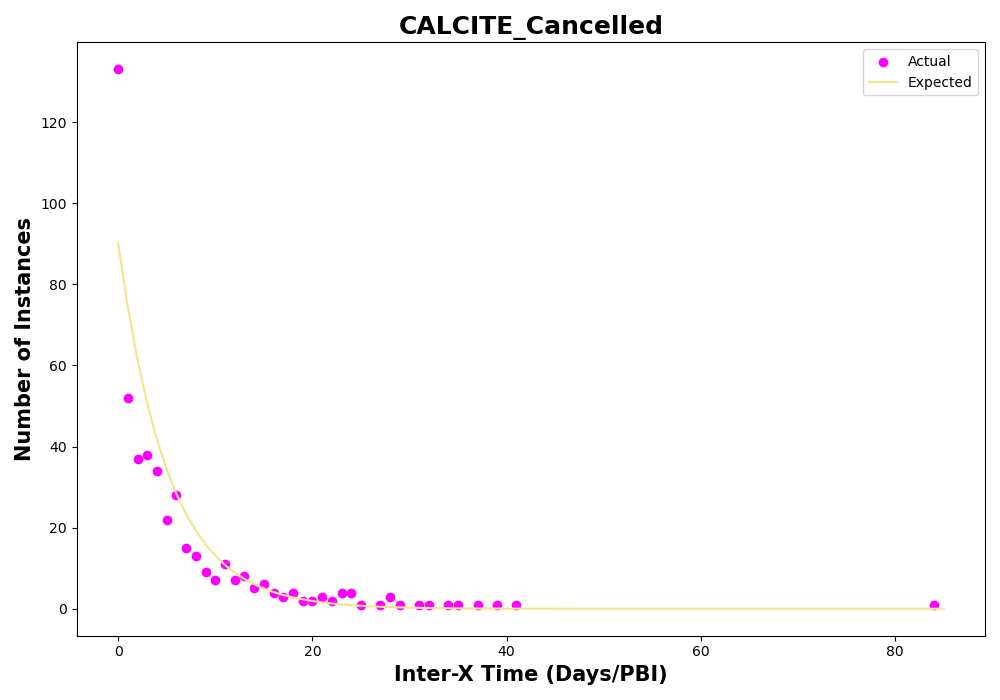 CALCITE_Cancelled
Actual
Expected
Number of Instances
120
100
80
60
40
20
0
0 20 40 60 80
Inter-X Time (Days/PBI)